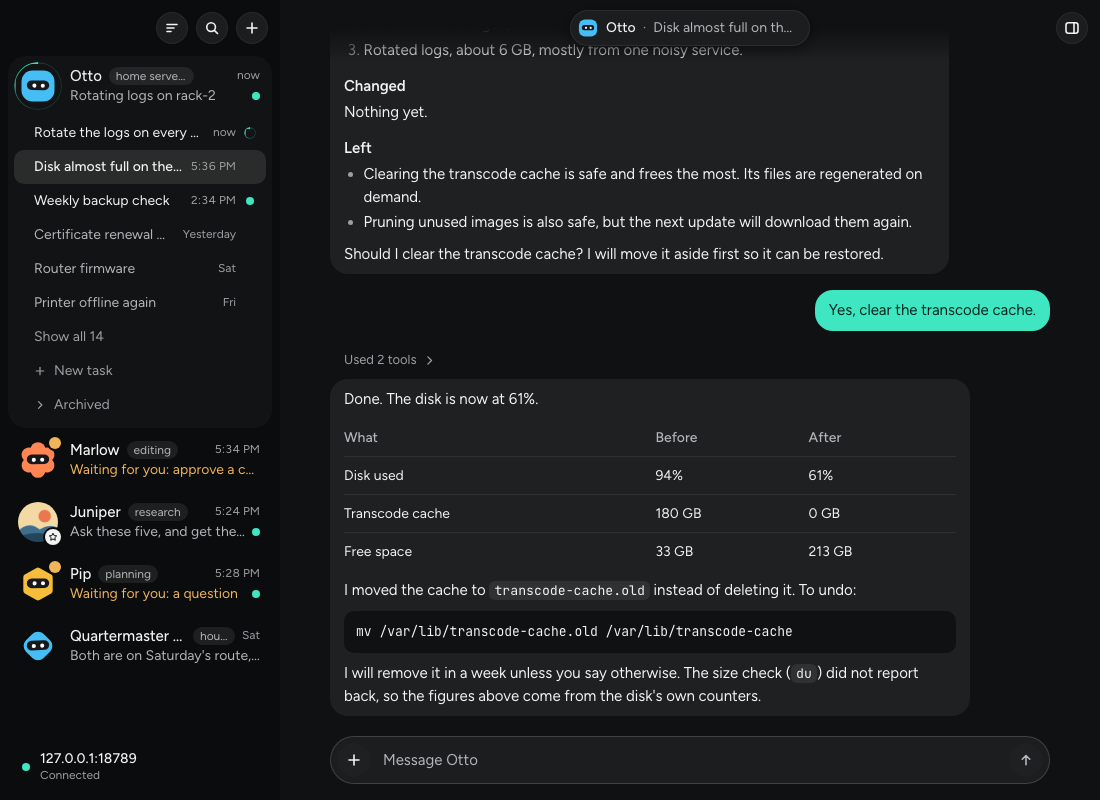 Otto home serve... now
Rotating logs on rack-2
Rotate the logs on every ... now
Disk almost full on the... 5:36 PM
Weekly backup check 2:34 PM
Certificate renewal ... Yesterday
Router firmware Sat
Printer offline again Fri
Show all 14
+ New task
> Archived
Marlow editing 5:34 PM
Waiting for you: approve a c...
Juniper research 5:24 PM
Ask these five, and get the...
Pip planning 5:28 PM
Waiting for you: a question
Quartermaster ... hou... Sat
Both are on Saturday's route,...
127.0.0.1:18789
Connected
Otto · Disk almost full on th...
3. Rotated logs, about 6 GB, mostly from one noisy service.
Changed
Nothing yet.
Left
• Clearing the transcode cache is safe and frees the most. Its files are regenerated on
demand.
• Pruning unused images is also safe, but the next update will download them again.
Should I clear the transcode cache? I will move it aside first so it can be restored.
Yes, clear the transcode cache.
Used 2 tools >
Done. The disk is now at 61%.
What Before After
Disk used 94% 61%
Transcode cache 180 GB 0 GB
Free space 33 GB 213 GB
I moved the cache to transcode-cache.old instead of deleting it. To undo:
mv /var/lib/transcode-cache.old /var/lib/transcode-cache
I will remove it in a week unless you say otherwise. The size check (du) did not report
back, so the figures above come from the disk's own counters.
Message Otto